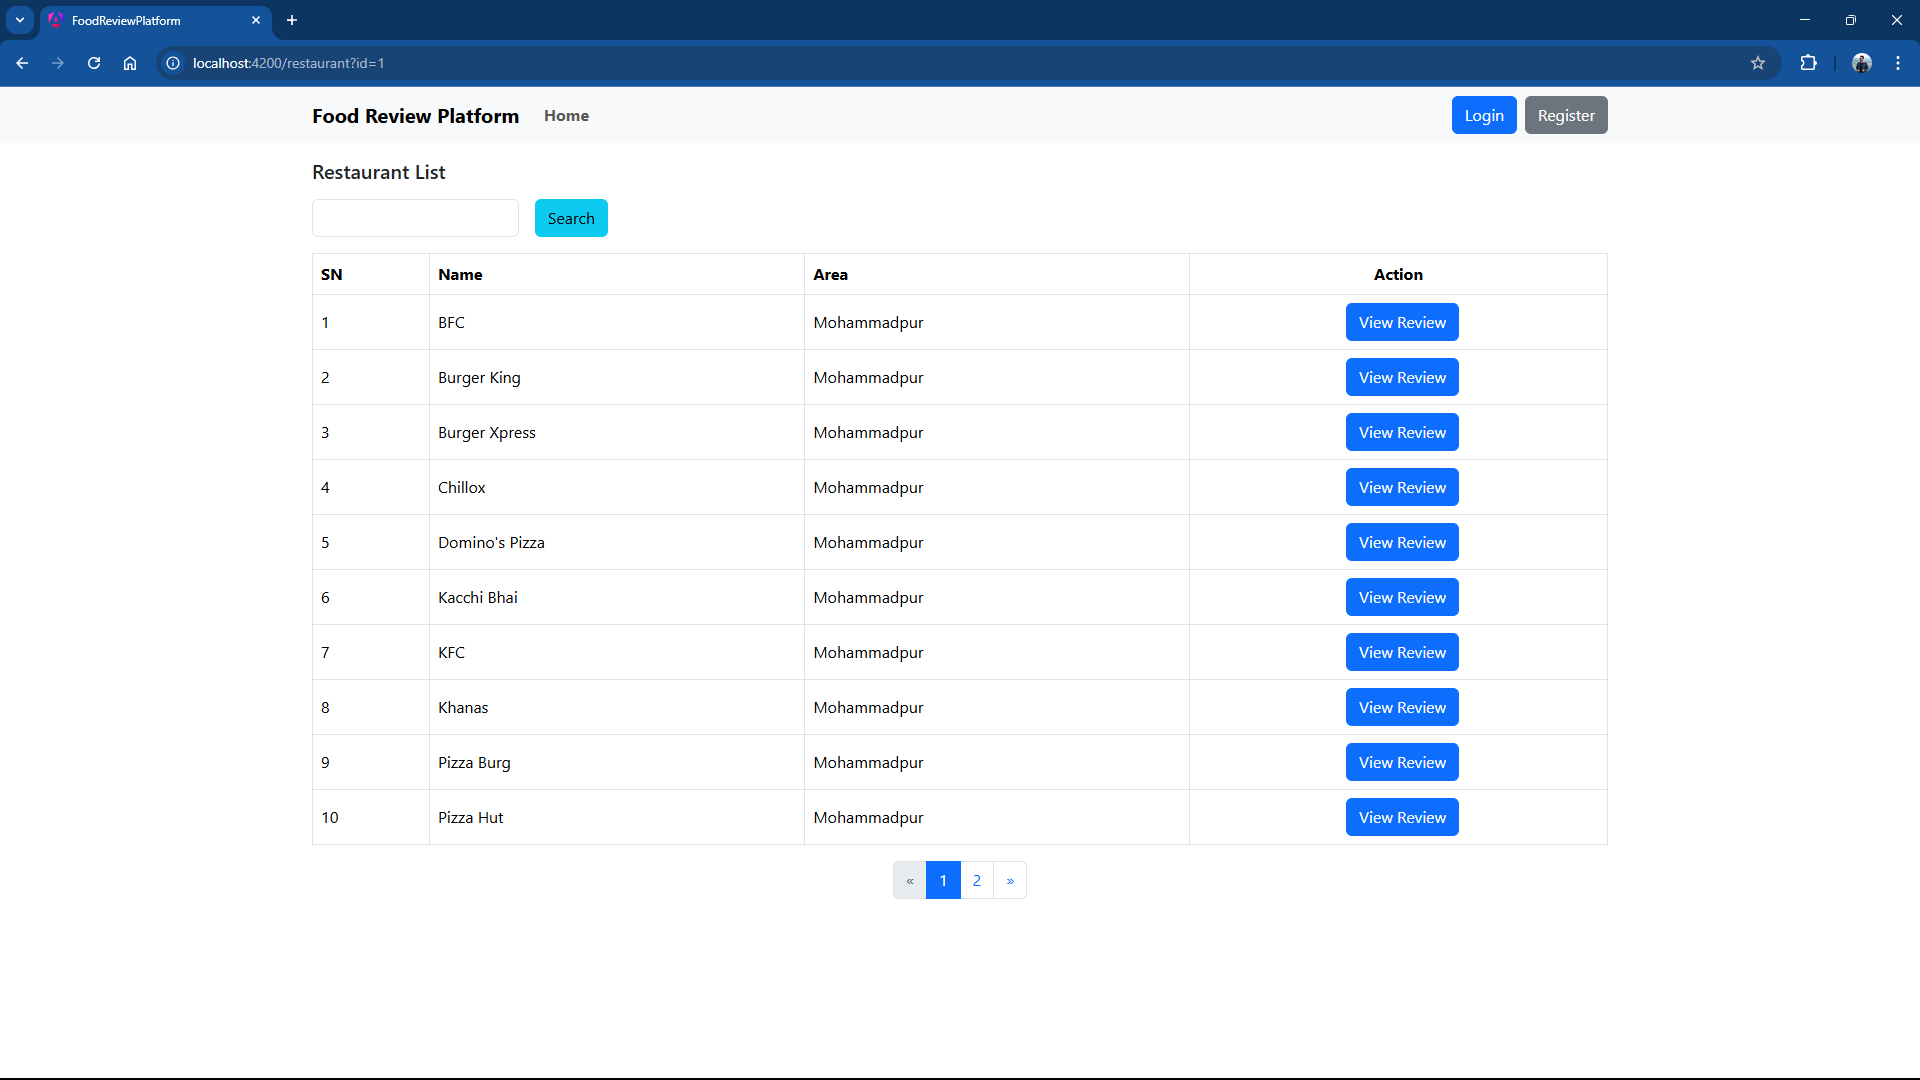 FoodReviewPlatform
localhost:4200/restaurant?id=1
Food Review Platform Home Login Register
Restaurant List
Search
SN Name Area Action
1 BFC Mohammadpur View Review
2 Burger King Mohammadpur View Review
3 Burger Xpress Mohammadpur View Review
4 Chillox Mohammadpur View Review
5 Domino's Pizza Mohammadpur View Review
6 Kacchi Bhai Mohammadpur View Review
7 KFC Mohammadpur View Review
8 Khanas Mohammadpur View Review
9 Pizza Burg Mohammadpur View Review
10 Pizza Hut Mohammadpur View Review
« 1 2 »